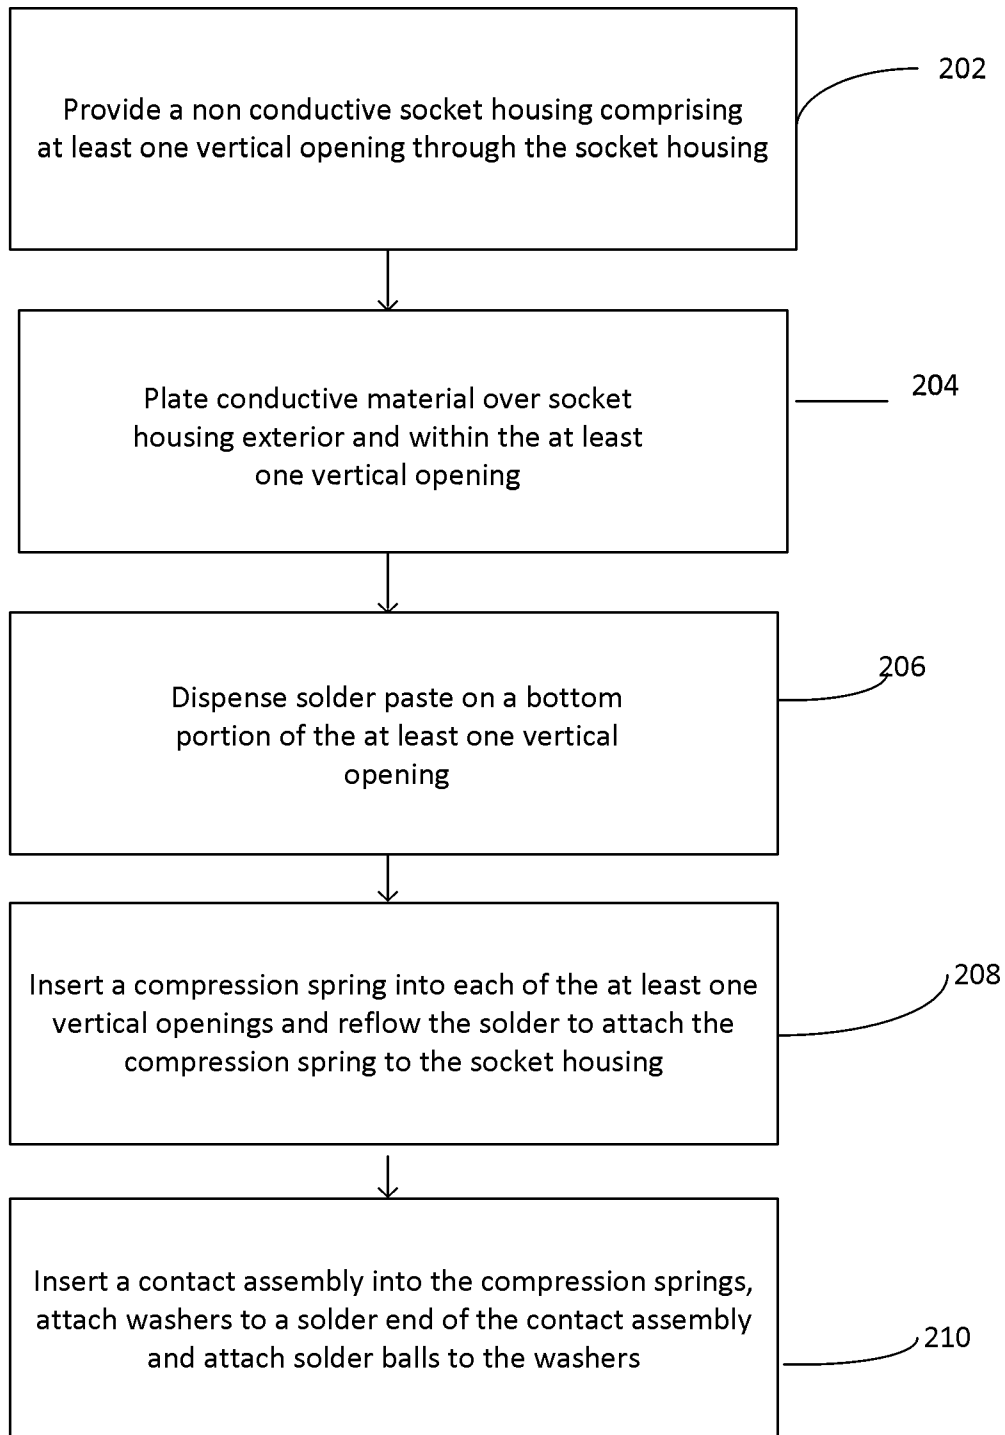 Provide a non conductive socket housing comprising
at least one vertical opening through the socket housing
202
Plate conductive material over socket
housing exterior and within the at least
one vertical opening
204
Dispense solder paste on a bottom
portion of the at least one vertical
opening
206
Insert a compression spring into each of the at least one
vertical openings and reflow the solder to attach the
compression spring to the socket housing
208
Insert a contact assembly into the compression springs,
attach washers to a solder end of the contact assembly
and attach solder balls to the washers
210